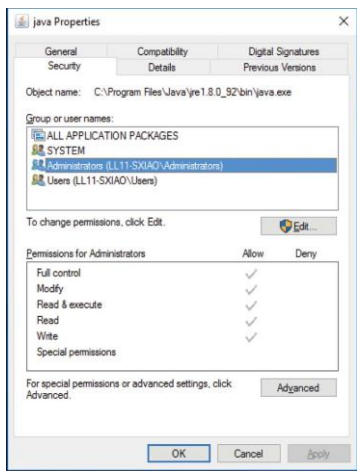 java Properties
General Compatibility Digital Signatures
Security Details Previous Versions
Object name: C:\Program Files\Java\jre1.8.0_92\bin\java.exe
Group or user names:
ALL APPLICATION PACKAGES
SYSTEM
Administrators (LL11-SXIAO\Administrators)
Users (LL11-SXIAO\Users)
To change permissions, click Edit. Edit...
Permissions for Administrators Allow Deny
Full control
Modify
Read & execute
Read
Write
Special permissions
For special permissions or advanced settings, click Advanced
Advanced.
OK Cancel Apply